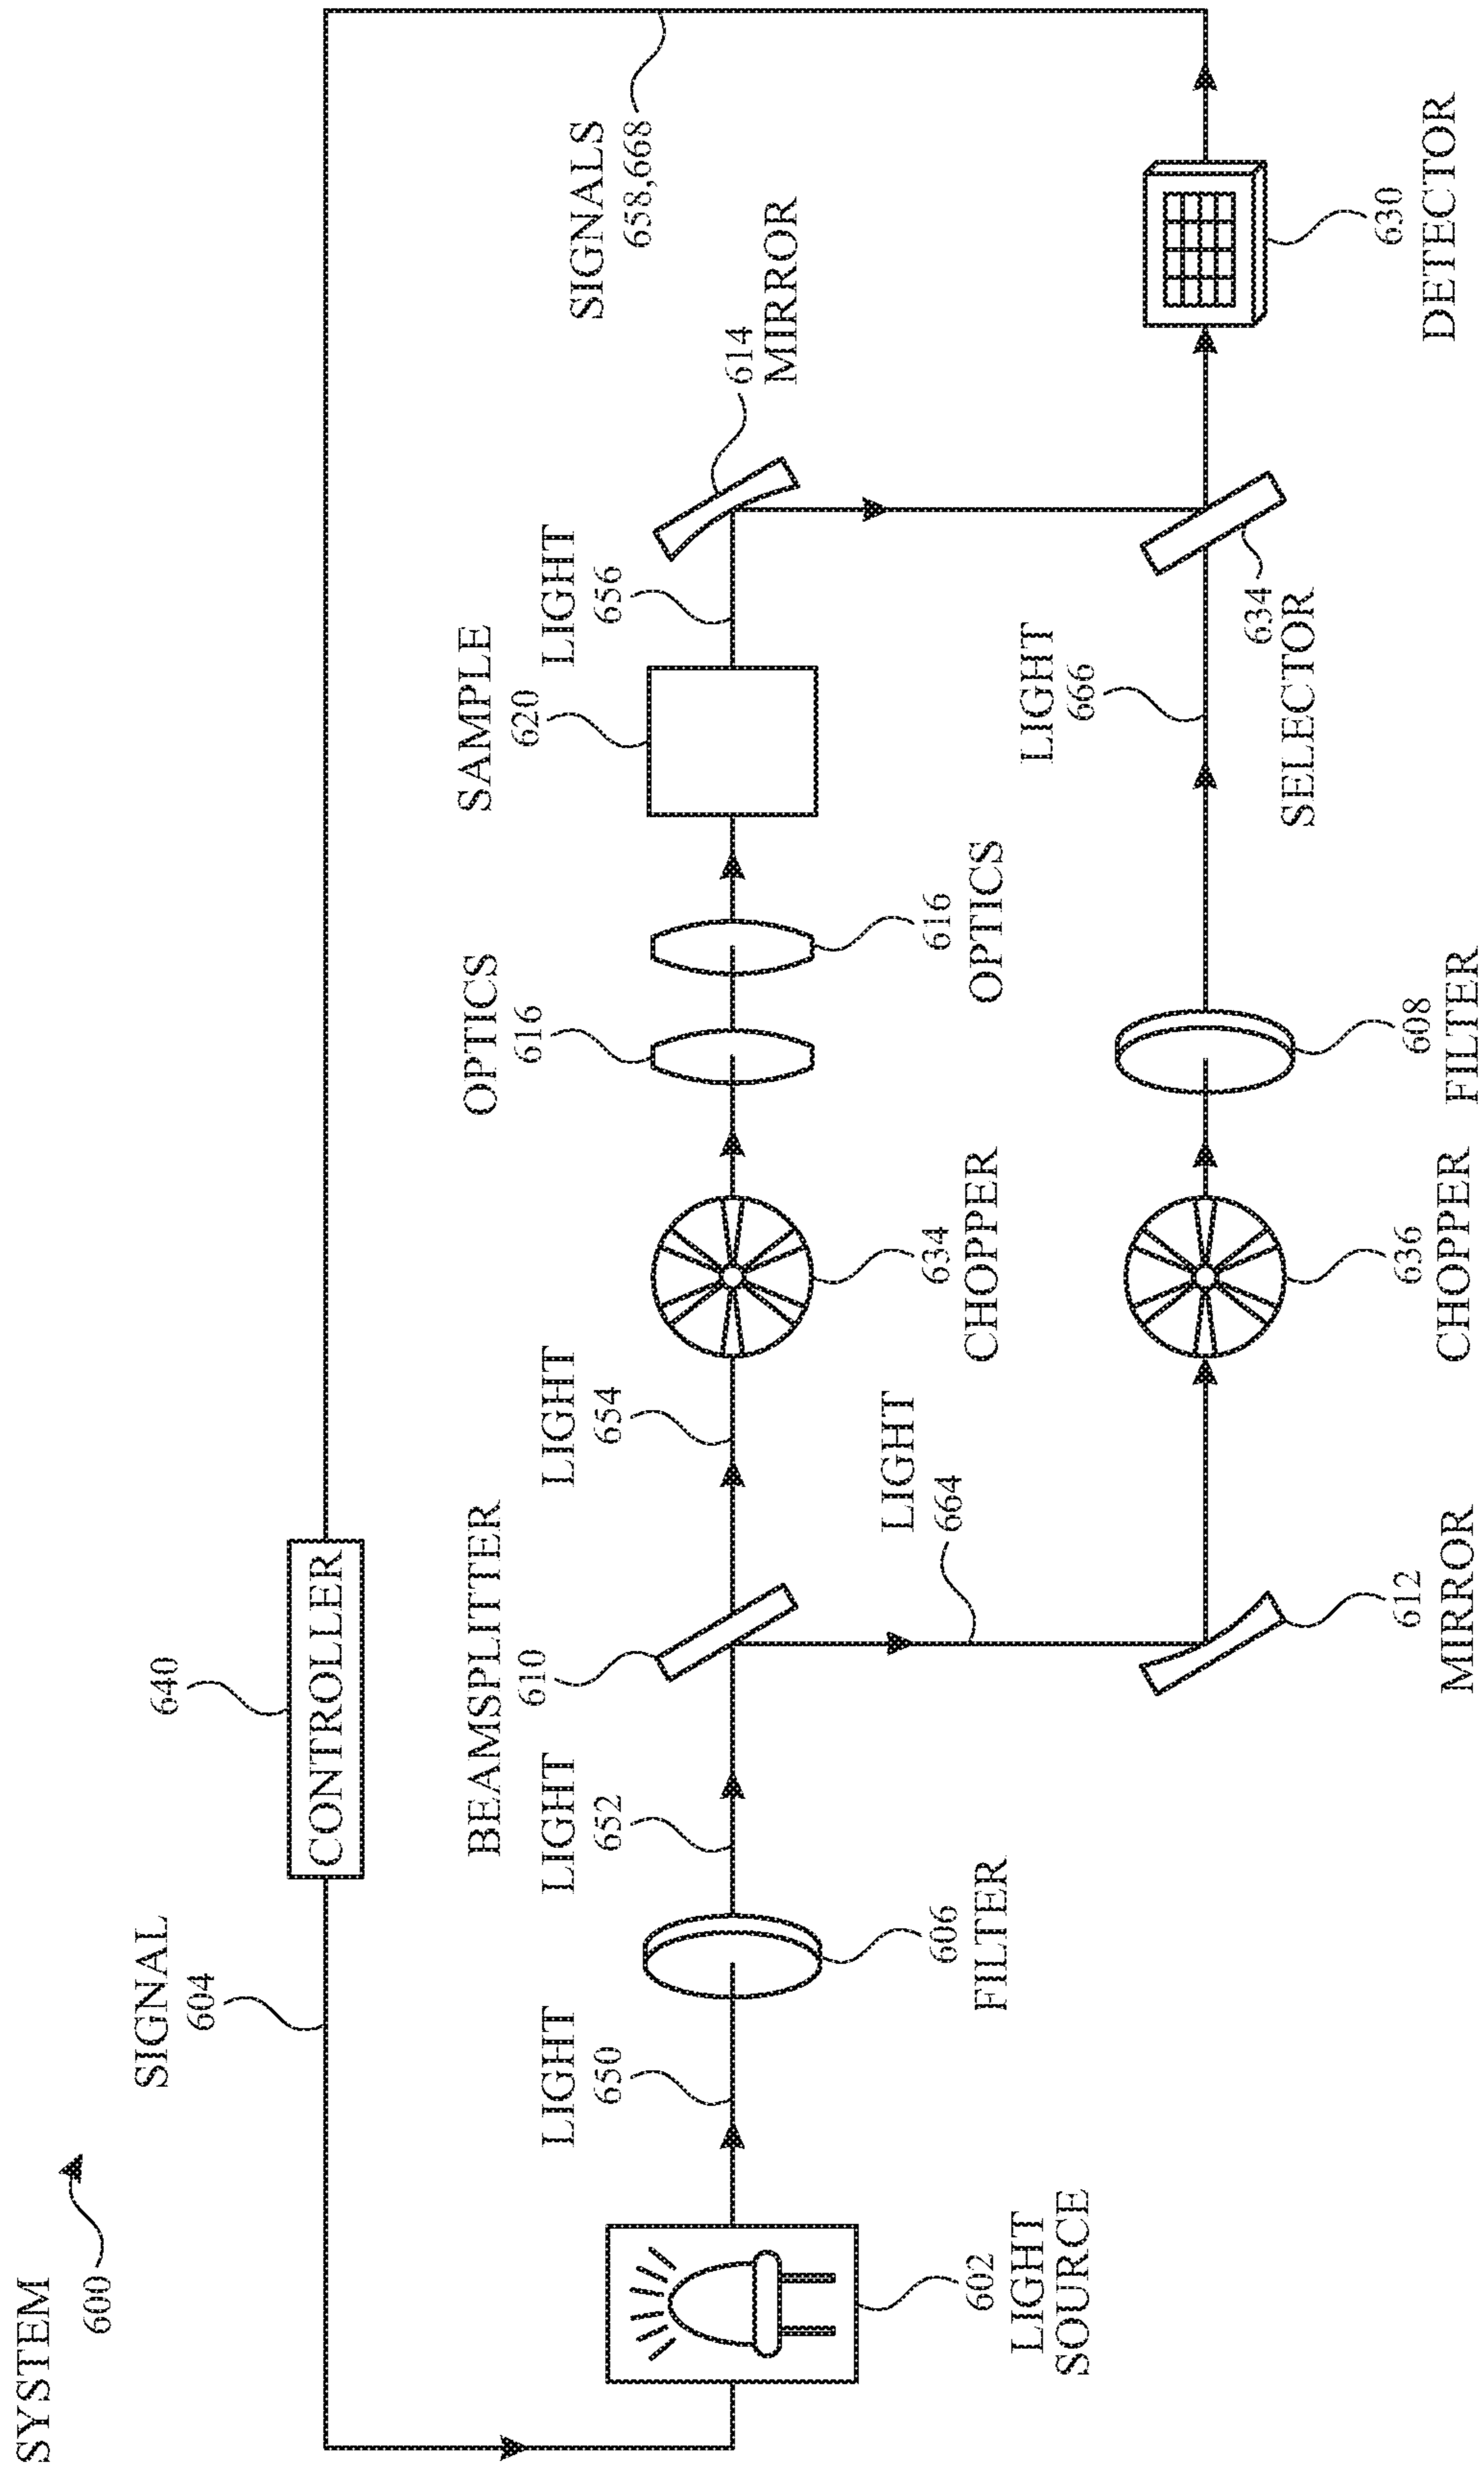 SYSTEM
600
SIGNAL
604
640
CONTROLLER
SIGNALS
658,668
LIGHT
650
LIGHT
652
BEAMSPLITTER
610
LIGHT
654
OPTICS
616
SAMPLE
620
LIGHT
656
614
MIRROR
602
LIGHT
SOURCE
606
FILTER
LIGHT
664
634
CHOPPER
616
OPTICS
LIGHT
666
634
SELECTOR
612
MIRROR
636
CHOPPER
608
FILTER
630
DETECTOR